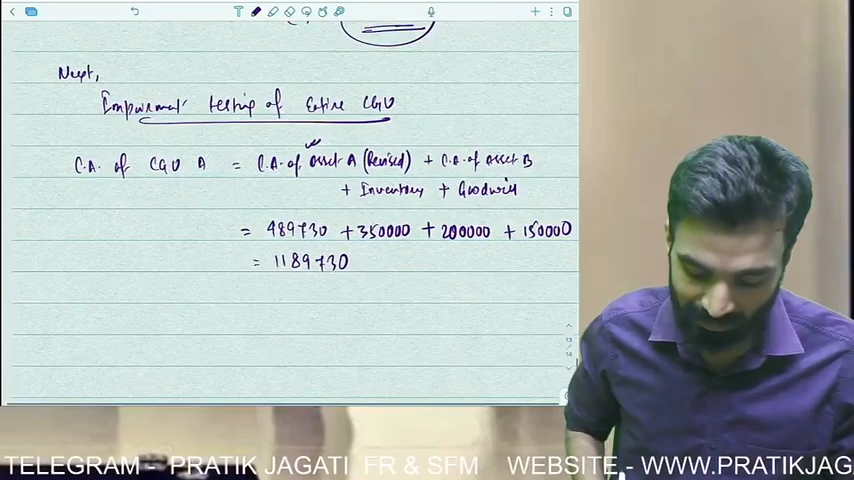 Next,
Impairment testing of Entire CGU
C.A. of CGU A = C.A. of Asset A (Revised) + C.A. of Asset B
+ Inventory + Goodwill
= 489730 + 350000 + 200000 + 150000
= 1189730
TELEGRAM - PRATIK JAGATI FR & SFM WEBSITE - WWW.PRATIKJAG